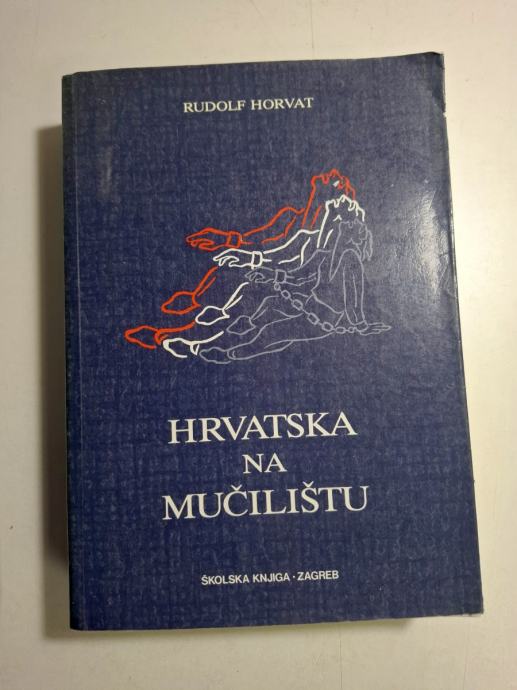 RUDOLF HORVAT
HRVATSKA
NA
MUČILIŠTU
ŠKOLSKA KNJIGA · ZAGREB